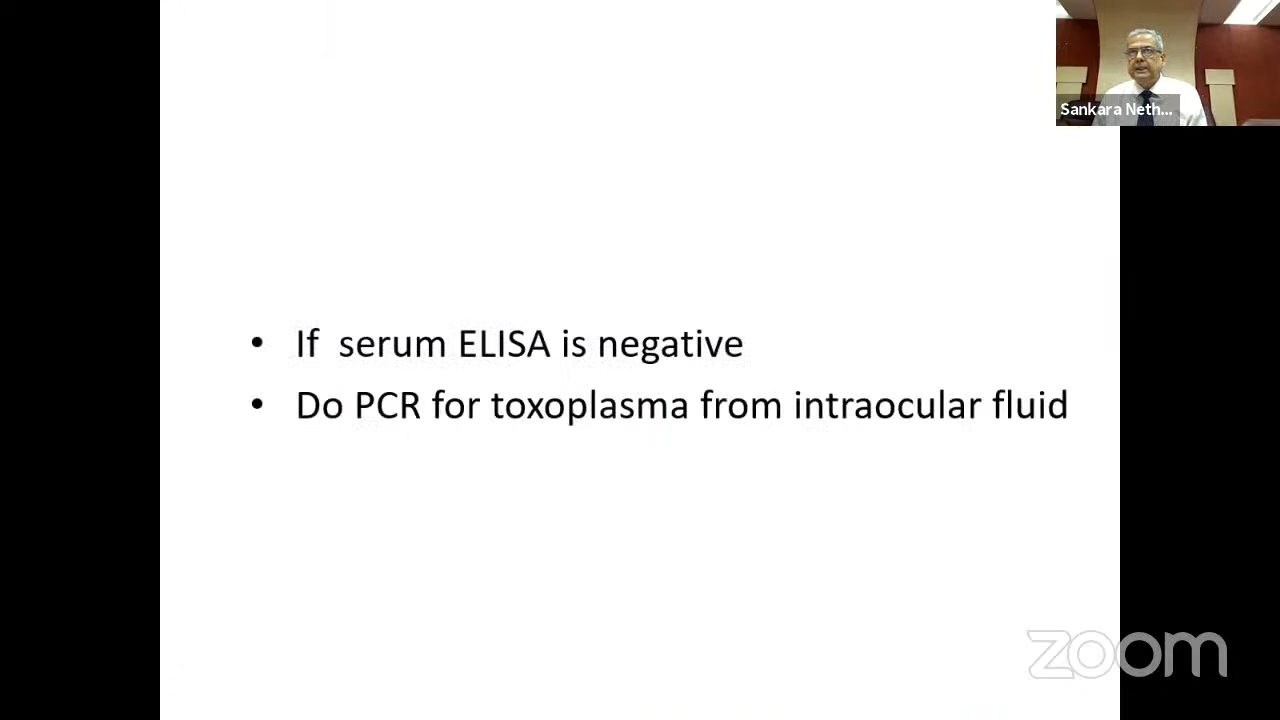 Sankara Neth...
• If serum ELISA is negative
• Do PCR for toxoplasma from intraocular fluid
zoom